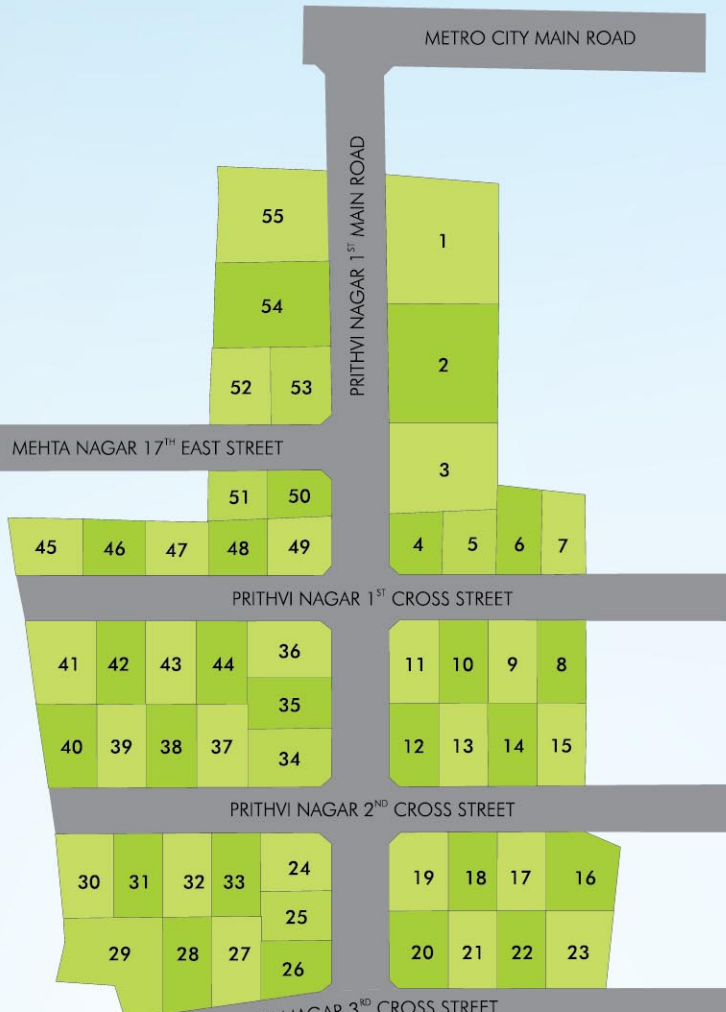 METRO CITY MAIN ROAD
PRITHVI NAGAR 1ST MAIN ROAD
55
1
54
2
52 53
MEHTA NAGAR 17TH EAST STREET
3
51 50
45 46 47 48 49
4 5 6 7
PRITHVI NAGAR 1ST CROSS STREET
41 42 43 44 36
11 10 9 8
35
40 39 38 37 34
12 13 14 15
PRITHVI NAGAR 2ND CROSS STREET
30 31 32 33 24
19 18 17 16
25
29 28 27 26
20 21 22 23
NAGAR 3RD CROSS STREET